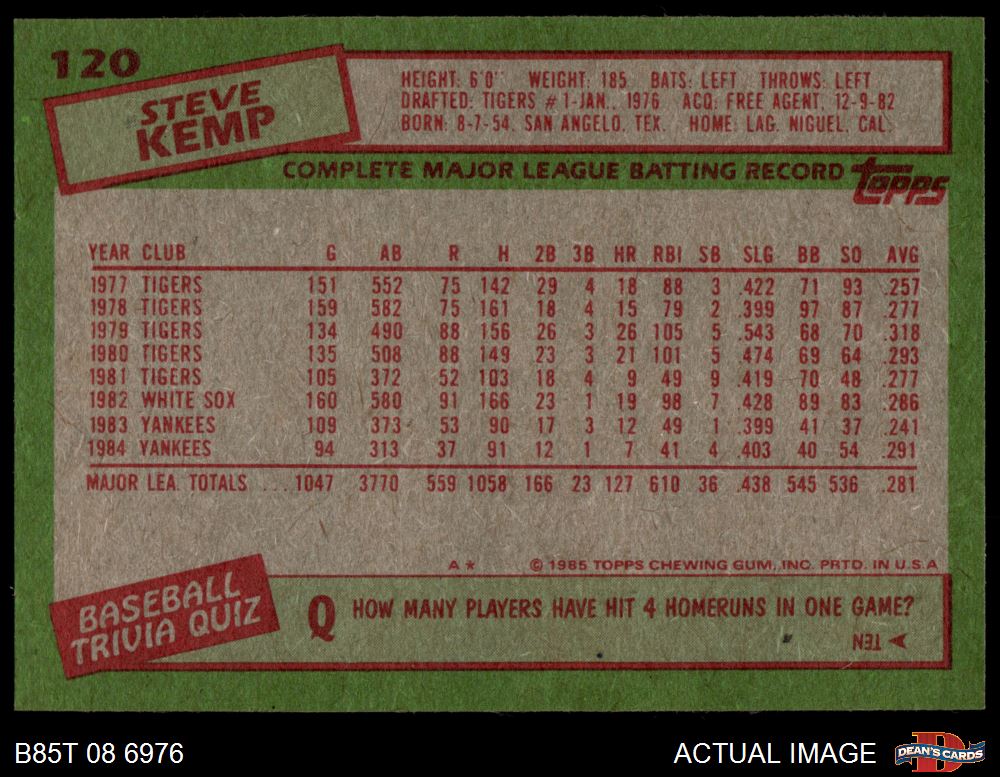 120
STEVE
KEMP
HEIGHT: 6'0" WEIGHT: 185 BATS: LEFT THROWS: LEFT
DRAFTED: TIGERS #1-JAN., 1976 ACQ: FREE AGENT, 12-9-82
BORN: 8-7-54, SAN ANGELO, TEX. HOME: LAG. NIGUEL, CAL.
COMPLETE MAJOR LEAGUE BATTING RECORD topps
YEAR CLUB G AB R H 2B 3B HR RBI SB SLG BB SO AVG
1977 TIGERS 151 552 75 142 29 4 18 88 3 .422 71 93 .257
1978 TIGERS 159 582 75 161 18 4 15 79 2 .399 97 87 .277
1979 TIGERS 134 490 88 156 26 3 26 105 5 .543 68 70 .318
1980 TIGERS 135 508 88 149 23 3 21 101 5 .474 69 64 .293
1981 TIGERS 105 372 52 103 18 4 9 49 9 .419 70 48 .277
1982 WHITE SOX 160 580 91 166 23 1 19 98 7 .428 89 83 .286
1983 YANKEES 109 373 53 90 17 3 12 49 1 .399 41 37 .241
1984 YANKEES 94 313 37 91 12 1 7 41 4 .403 40 54 .291
MAJOR LEA. TOTALS ...1047 3770 559 1058 166 23 127 610 36 .438 545 536 .281
A* © 1985 TOPPS CHEWING GUM, INC. PRTD. IN U.S.A
BASEBALL
TRIVIA QUIZ
Q HOW MANY PLAYERS HAVE HIT 4 HOMERUNS IN ONE GAME?
TEN
B85T 08 6976 ACTUAL IMAGE D DEAN'S CARDS